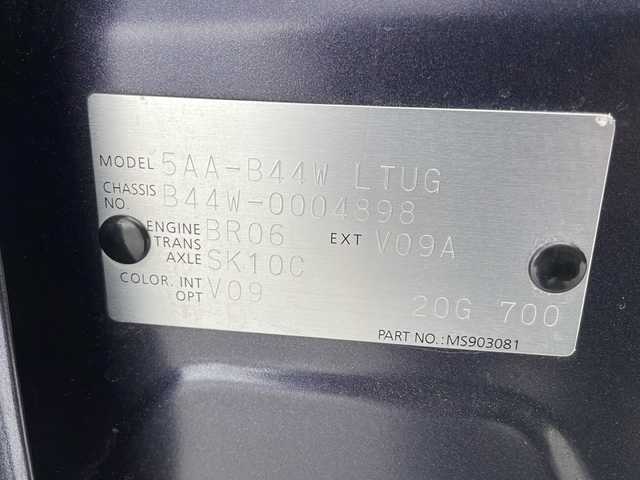 MODEL 5AA-B44W LTUG
CHASSIS NO. B44W-0004898
ENGINE BR06 EXT V09A
TRANS AXLE SK10C
COLOR. INT V09
OPT
20G 700
PART NO.:MS903081